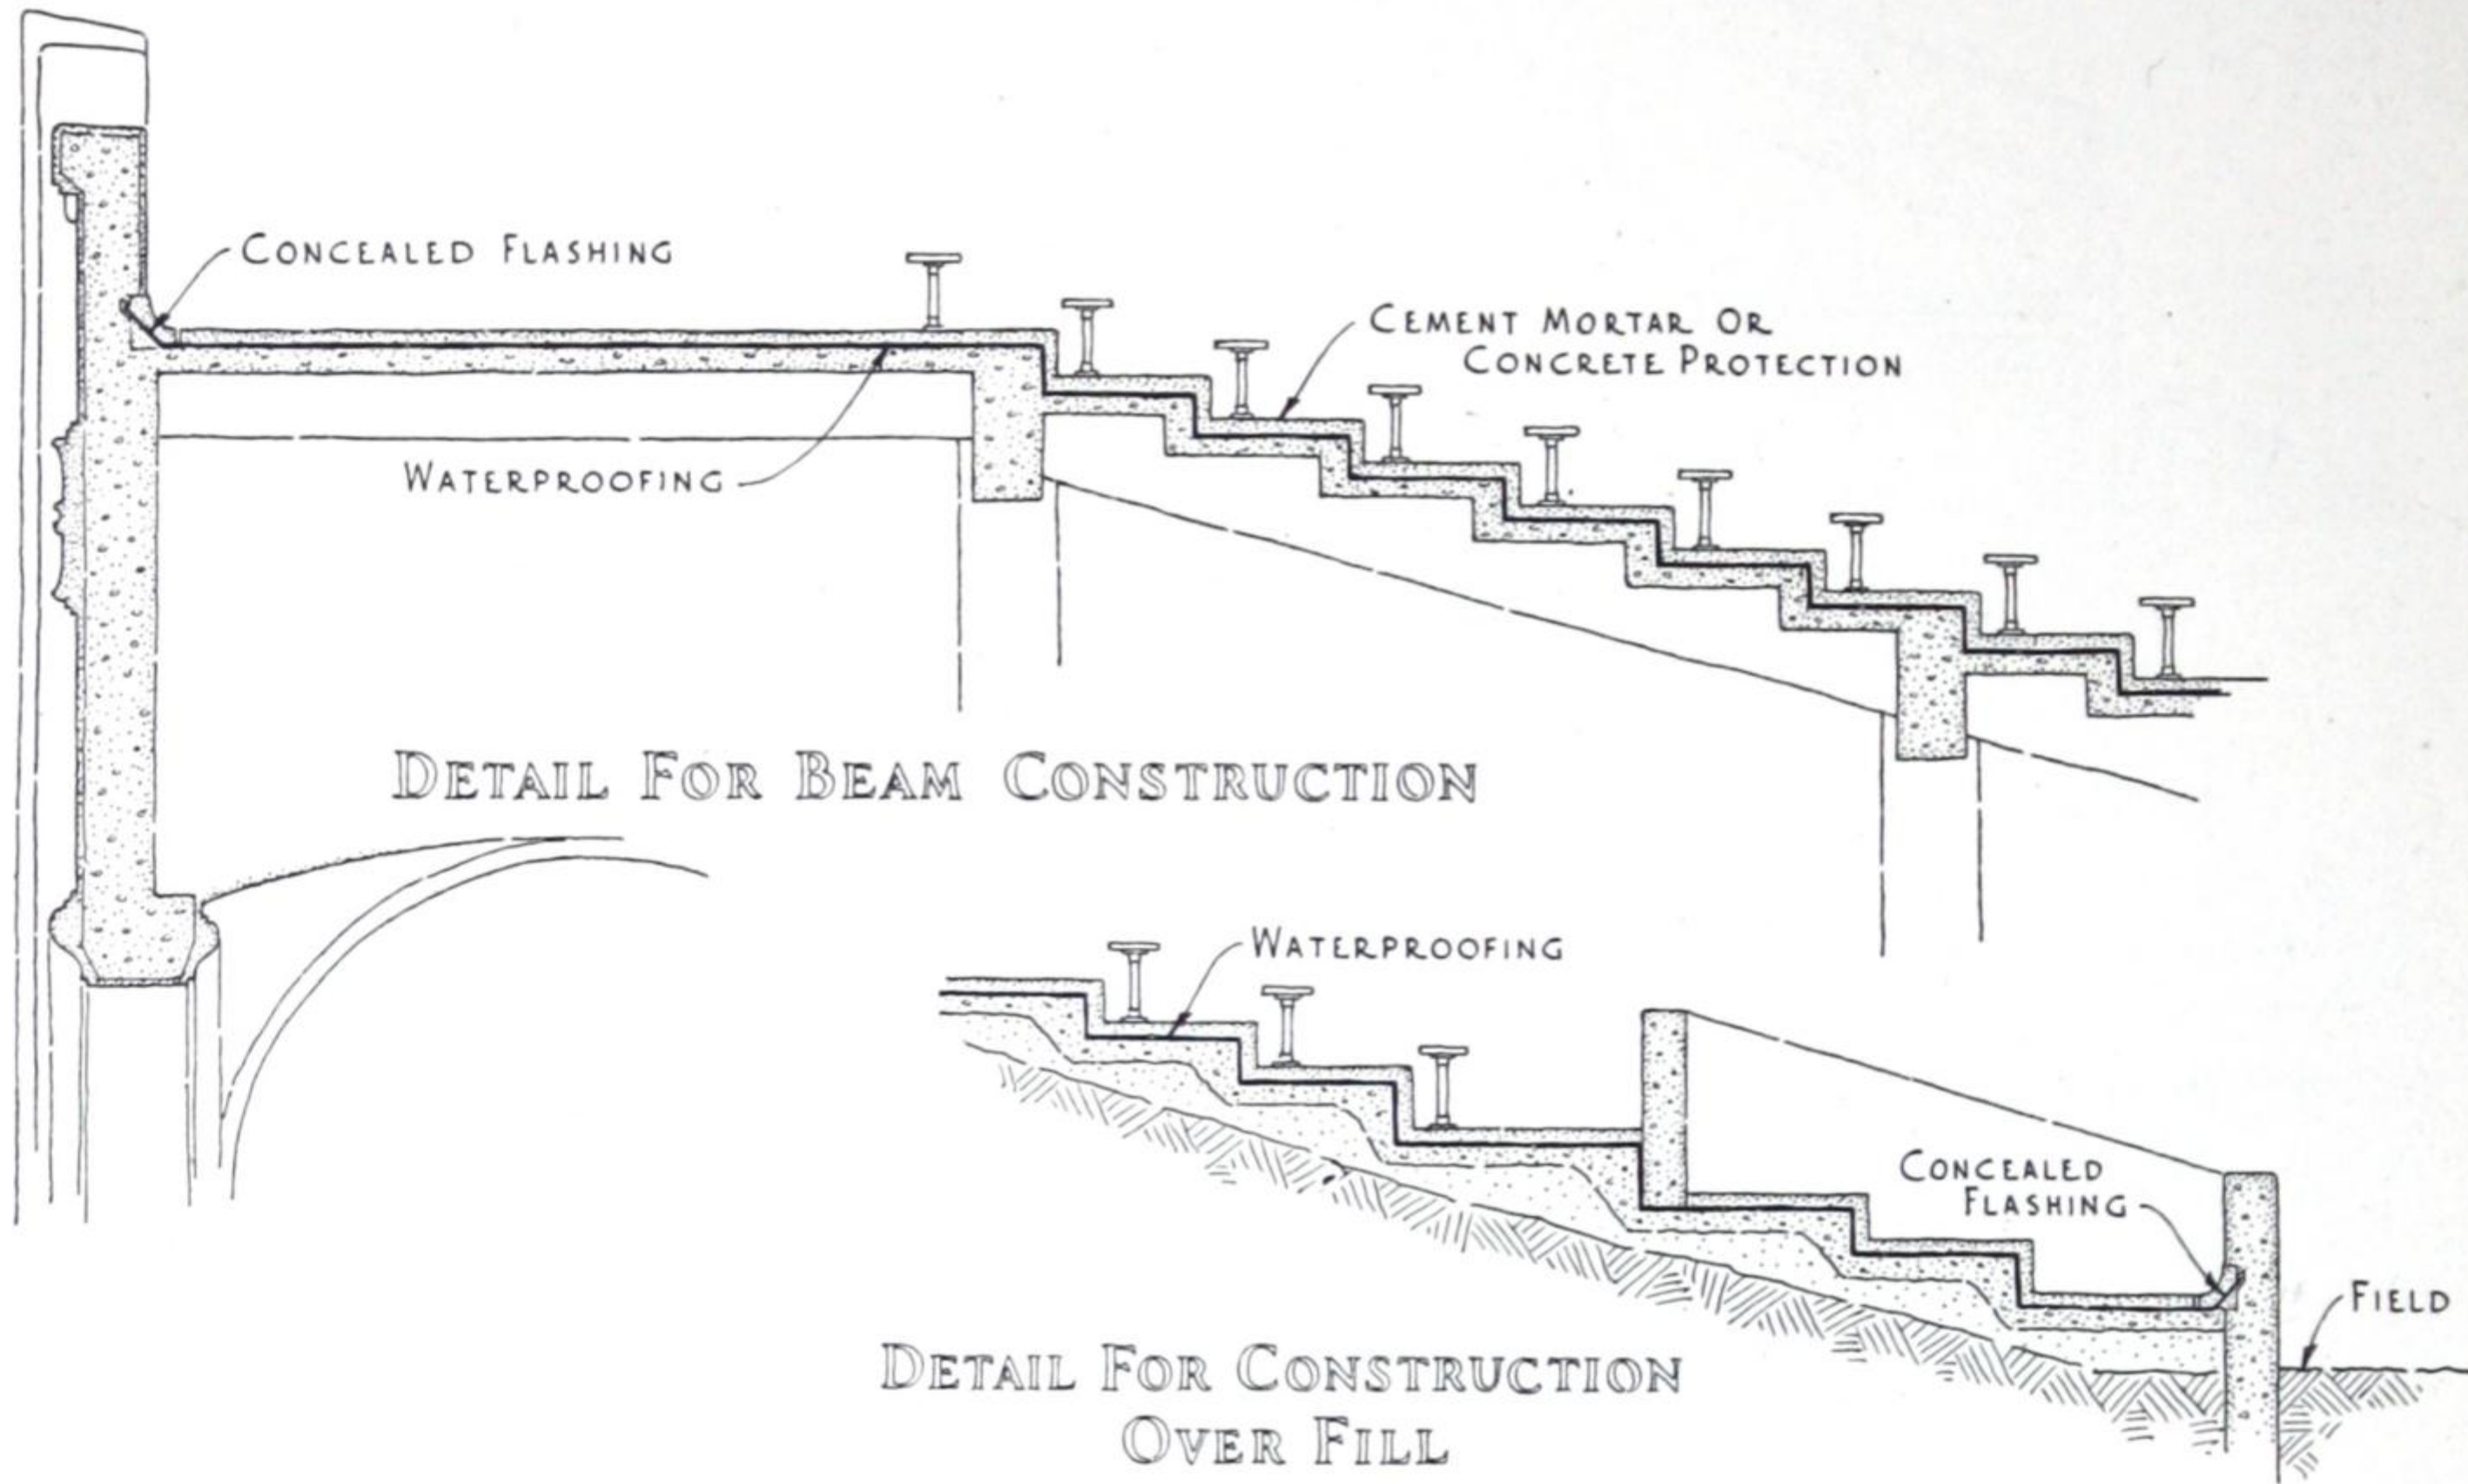 CONCEALED FLASHING
CEMENT MORTAR OR
CONCRETE PROTECTION
WATERPROOFING
DETAIL FOR BEAM CONSTRUCTION
WATERPROOFING
CONCEALED
FLASHING
FIELD
DETAIL FOR CONSTRUCTION
OVER FILL